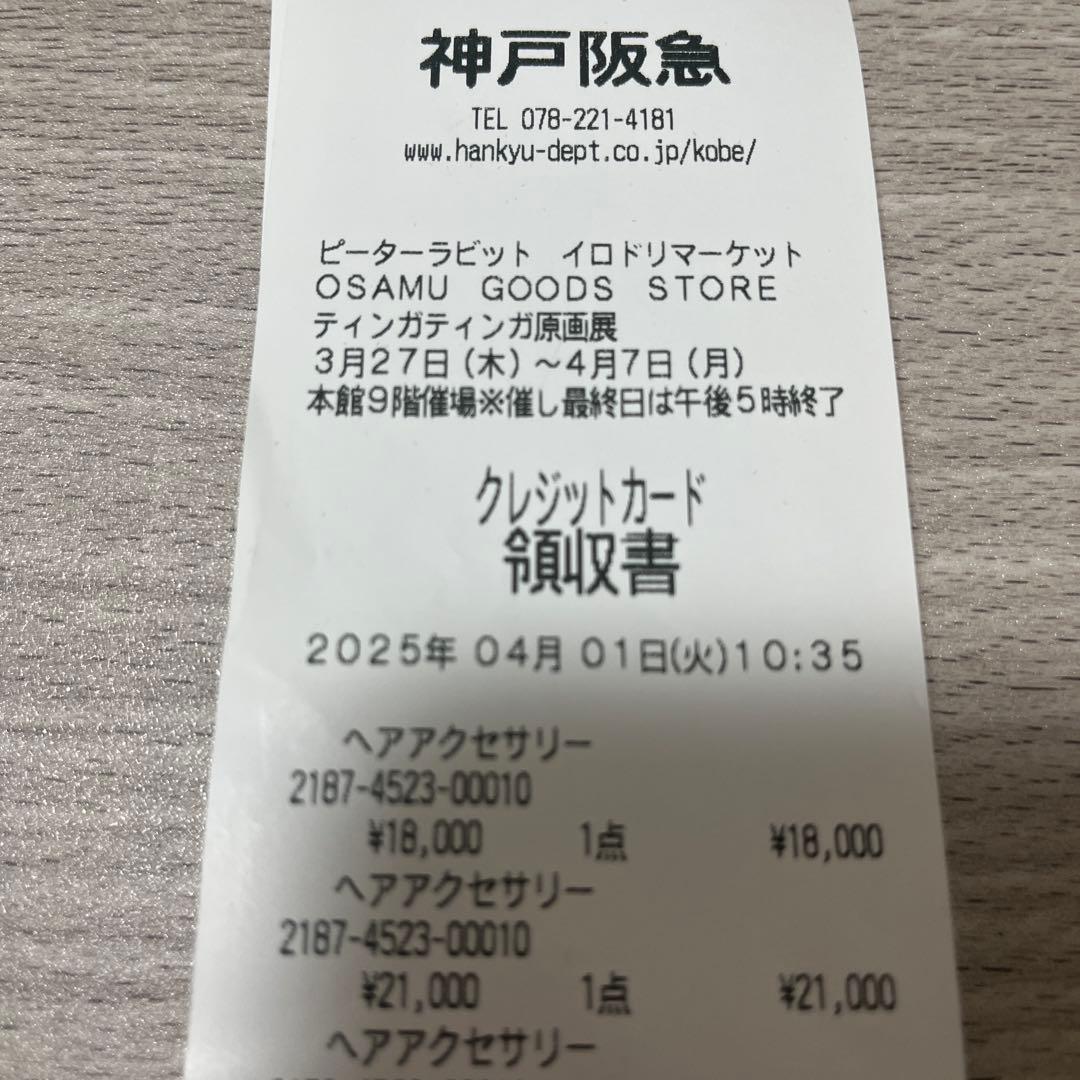 神戸阪急
TEL 078-221-4181
www.hankyu-dept.co.jp/kobe/
ピーターラビット　イロドリマーケット
OSAMU　GOODS　STORE
ティンガティンガ原画展
3月27日(木)～4月7日(月)
本館9階催場※催し最終日は午後5時終了
クレジットカード
領収書
2025年 04月 01日(火)10:35
ヘアアクセサリー
2187-4523-00010
¥18,000 1点 ¥18,000
ヘアアクセサリー
2187-4523-00010
¥21,000 1点 ¥21,000
ヘアアクセサリー